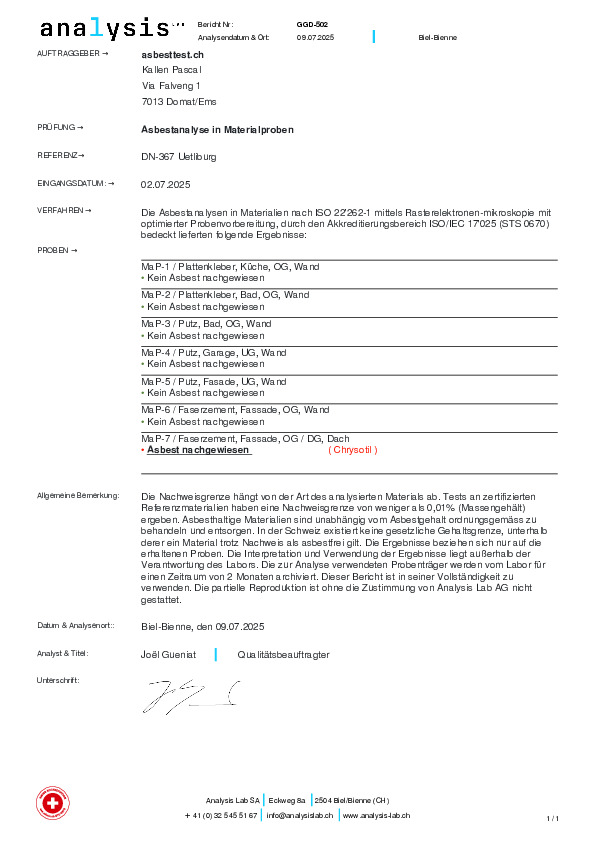 analysis
Bericht Nr: GGD-502
Analysendatum & Ort: 09.07.2025 Biel-Bienne
AUFTRAGGEBER → asbesttest.ch
Kallen Pascal
Via Falveng 1
7013 Domat/Ems
PRÜFUNG → Asbestanalyse in Materialproben
REFERENZ→ DN-367 Uetliburg
EINGANGSDATUM: → 02.07.2025
VERFAHREN → Die Asbestanalysen in Materialien nach ISO 22'262-1 mittels Rasterelektronen-mikroskopie mit
optimierter Probenvorbereitung, durch den Akkreditierungsbereich ISO/IEC 17025 (STS 0670)
bedeckt lieferten folgende Ergebnisse:
PROBEN →
MaP-1 / Plattenkleber, Küche, OG, Wand
• Kein Asbest nachgewiesen
MaP-2 / Plattenkleber, Bad, OG, Wand
• Kein Asbest nachgewiesen
MaP-3 / Putz, Bad, OG, Wand
• Kein Asbest nachgewiesen
MaP-4 / Putz, Garage, UG, Wand
• Kein Asbest nachgewiesen
MaP-5 / Putz, Fasade, UG, Wand
• Kein Asbest nachgewiesen
MaP-6 / Faserzement, Fassade, OG, Wand
• Kein Asbest nachgewiesen
MaP-7 / Faserzement, Fassade, OG / DG, Dach
• Asbest nachgewiesen ( Chrysotil )
Allgemeine Bemerkung: Die Nachweisgrenze hängt von der Art des analysierten Materials ab. Tests an zertifizierten
Referenzmaterialien haben eine Nachweisgrenze von weniger als 0,01% (Massengehalt)
ergeben. Asbesthaltige Materialien sind unabhängig vom Asbestgehalt ordnungsgemäss zu
behandeln und entsorgen. In der Schweiz existiert keine gesetzliche Gehaltsgrenze, unterhalb
derer ein Material trotz Nachweis als asbestfrei gilt. Die Ergebnisse beziehen sich nur auf die
erhaltenen Proben. Die Interpretation und Verwendung der Ergebnisse liegt außerhalb der
Verantwortung des Labors. Die zur Analyse verwendeten Probenträger werden vom Labor für
einen Zeitraum von 2 Monaten archiviert. Dieser Bericht ist in seiner Vollständigkeit zu
verwenden. Die partielle Reproduktion ist ohne die Zustimmung von Analysis Lab AG nicht
gestattet.
Datum & Analysenort:: Biel-Bienne, den 09.07.2025
Analyst & Titel: Joël Gueniat Qualitätsbeauftragter
Unterschrift:
Analysis Lab SA Eckweg 8a 2504 Biel/Bienne (CH)
+ 41 (0) 32 545 51 67 info@analysislab.ch www.analysis-lab.ch
1 / 1